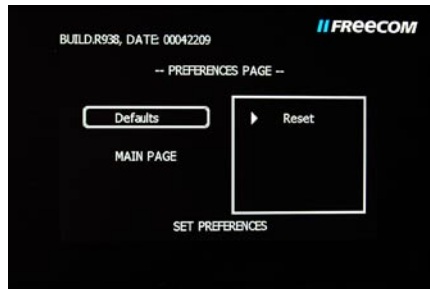 BUILD.R938, DATE: 00042209
FREECOM
-- PREFERENCES PAGE --
Defaults
Reset
MAIN PAGE
SET PREFERENCES